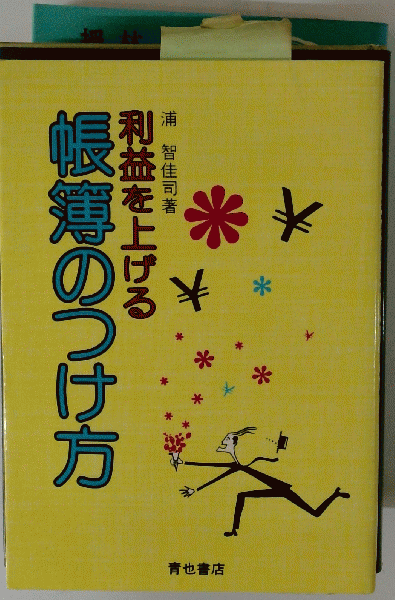 浦 智佳司著
利益を上げる
帳簿のつけ方
青也書店